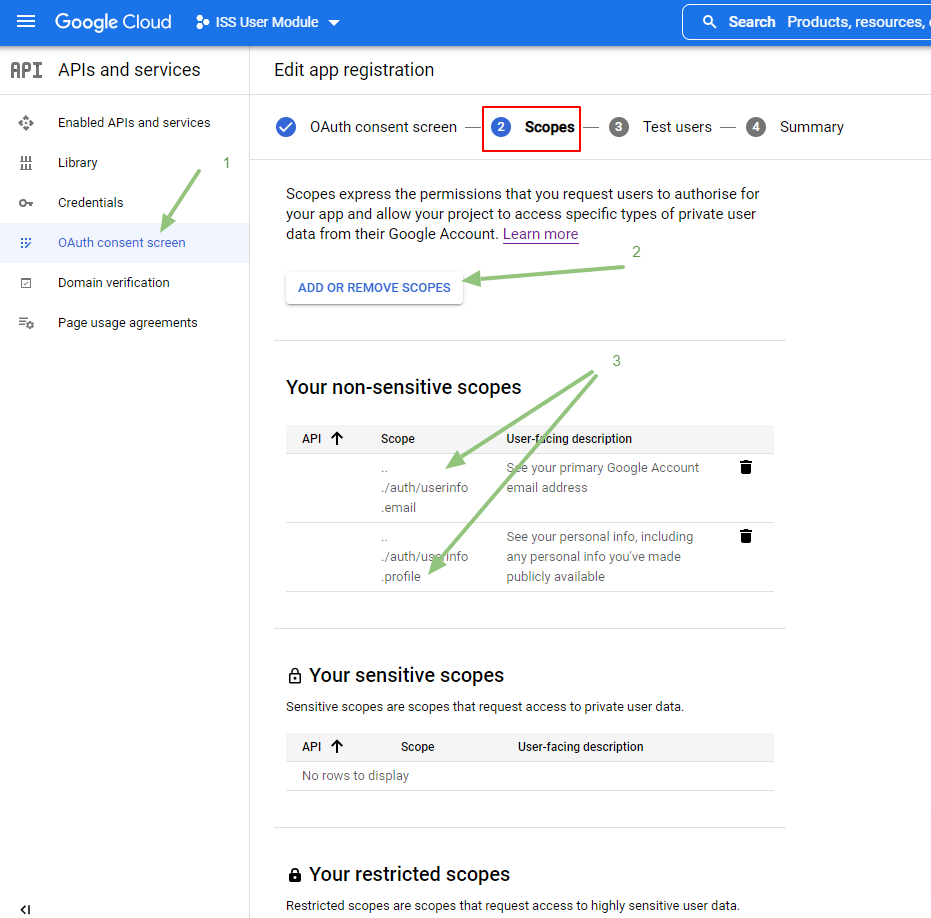 Google Cloud ISS User Module Search Products, resources,
API APIs and services
Edit app registration
Enabled APIs and services
Library
Credentials
OAuth consent screen
Domain verification
Page usage agreements
1
OAuth consent screen 2 Scopes 3 Test users 4 Summary
Scopes express the permissions that you request users to authorise for
your app and allow your project to access specific types of private user
data from their Google Account. Learn more
2
ADD OR REMOVE SCOPES
3
Your non-sensitive scopes
API Scope User-facing description
..
./auth/userinfo
.email
See your primary Google Account
email address
..
./auth/userinfo
.profile
See your personal info, including
any personal info you've made
publicly available
Your sensitive scopes
Sensitive scopes are scopes that request access to private user data.
API Scope User-facing description
No rows to display
Your restricted scopes
Restricted scopes are scopes that request access to highly sensitive user data.